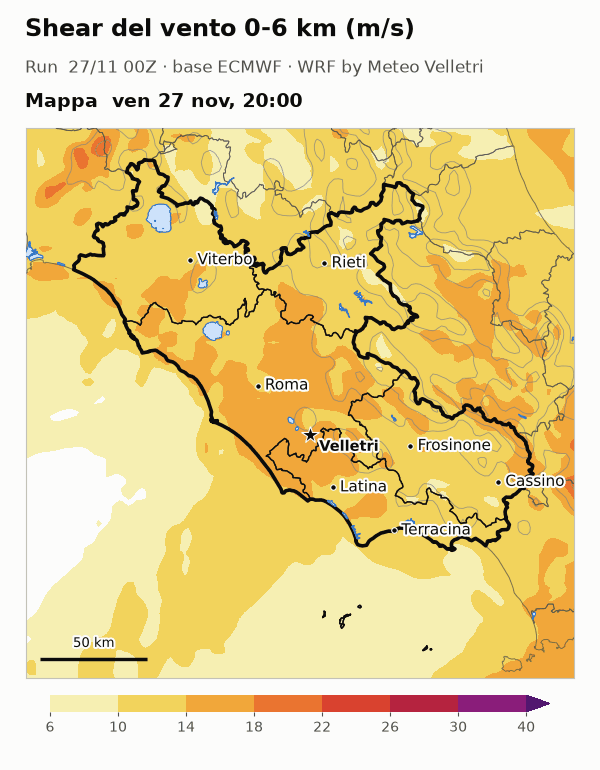 Shear del vento 0-6 km (m/s)
Run  27/11 00Z · base ECMWF · WRF by Meteo Velletri
Mappa  ven 27 nov, 20:00
Viterbo
Rieti
Roma
Velletri
Frosinone
Cassino
Latina
Terracina
50 km
6 10 14 18 22 26 30 40